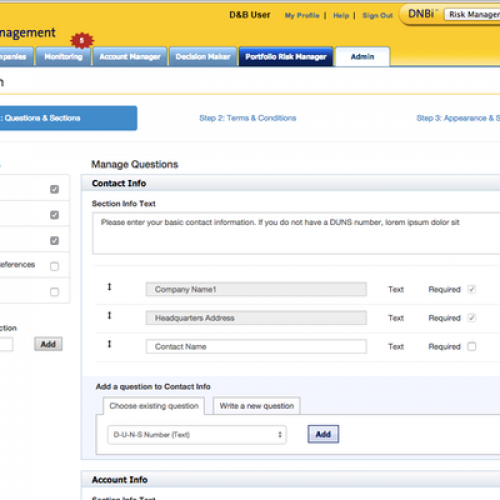 D&B User My Profile | Help | Sign Out DNBi Risk Manager
anagement
mpanies Monitoring 5 Account Manager Decision Maker Portfolio Risk Manager Admin
n
: Questions & Sections Step 2: Terms & Conditions Step 3: Appearance & S
Manage Questions
Contact Info
Section Info Text
Please enter your basic contact information. If you do not have a DUNS number, lorem ipsum dolor sit
eferences
Company Name1 Text Required
Headquarters Address Text Required
ction
Add
Contact Name Text Required
Add a question to Contact Info
Choose existing question Write a new question
D-U-N-S Number (Text) Add
Account Info
Section Info Text